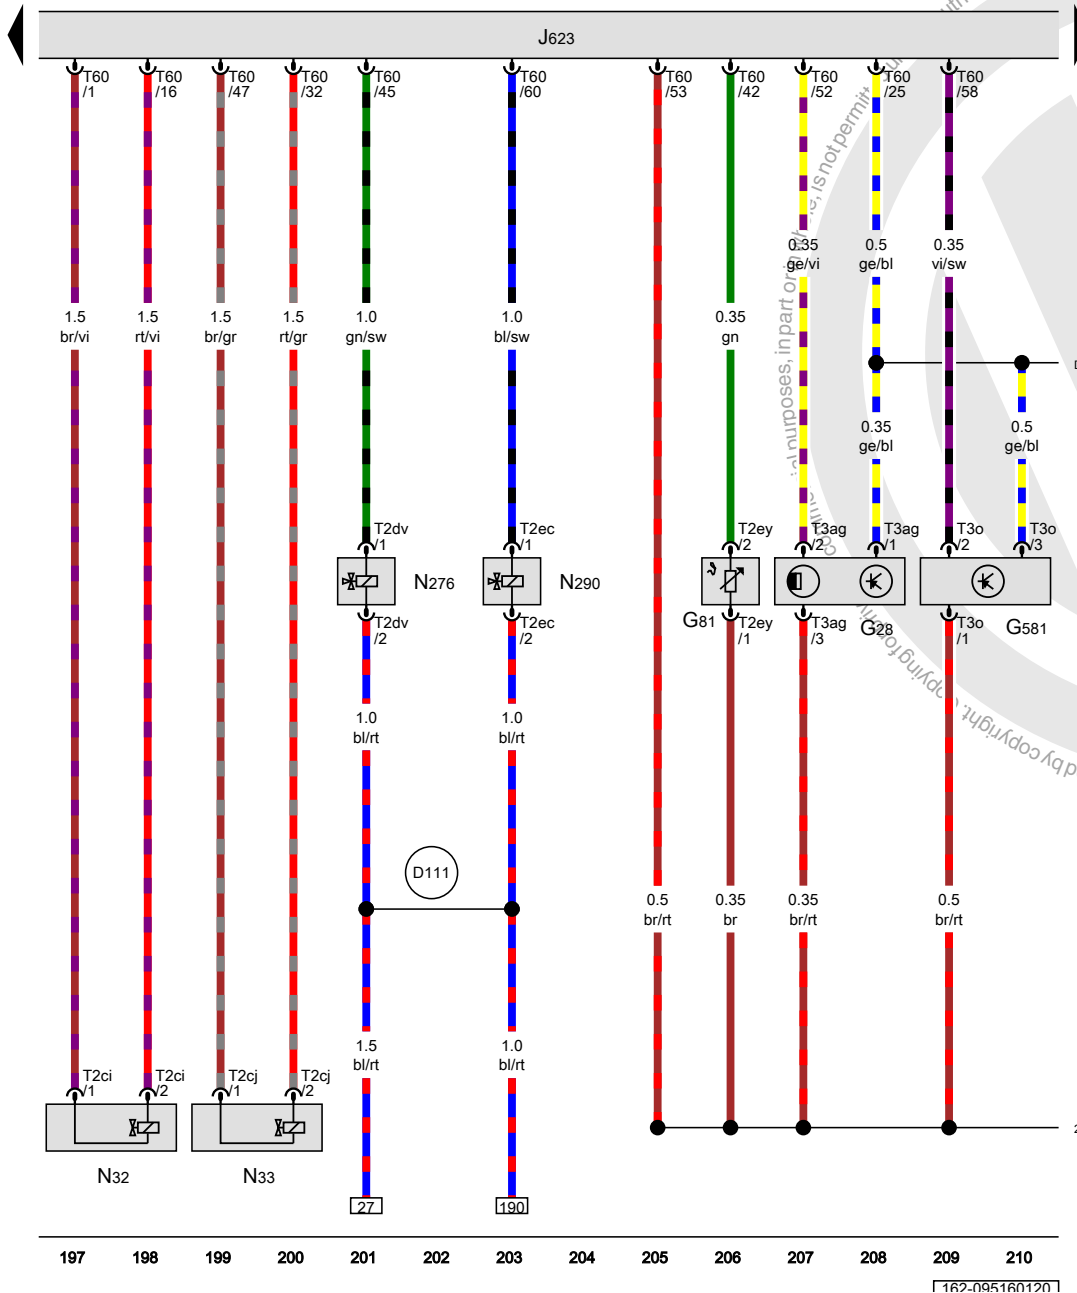 J623
T60 /1
T60 /16
T60 /47
T60 /32
T60 /45
T60 /60
T60 /53
T60 /42
T60 /52
T60 /25
T60 /58
0.35 ge/vi
0.5 ge/bl
0.35 vi/sw
1.5 br/vi
1.5 rt/vi
1.5 br/gr
1.5 rt/gr
1.0 gn/sw
1.0 bl/sw
0.35 gn
0.35 ge/bl
0.5 ge/bl
T2dv /1
T2ec /1
T2ey /2
T3ag /2
T3ag /1
T3o /2
T3o /3
N276
N290
G81
G28
G581
T2dv /2
T2ec /2
T2ey /1
T3ag /3
T3o /1
1.0 bl/rt
1.0 bl/rt
D111
0.5 br/rt
0.35 br
0.35 br/rt
0.5 br/rt
1.5 bl/rt
1.0 bl/rt
T2ci /1
T2ci /2
T2cj /1
T2cj /2
N32
N33
27
190
197 198 199 200 201 202 203 204 205 206 207 208 209 210
162-095160120